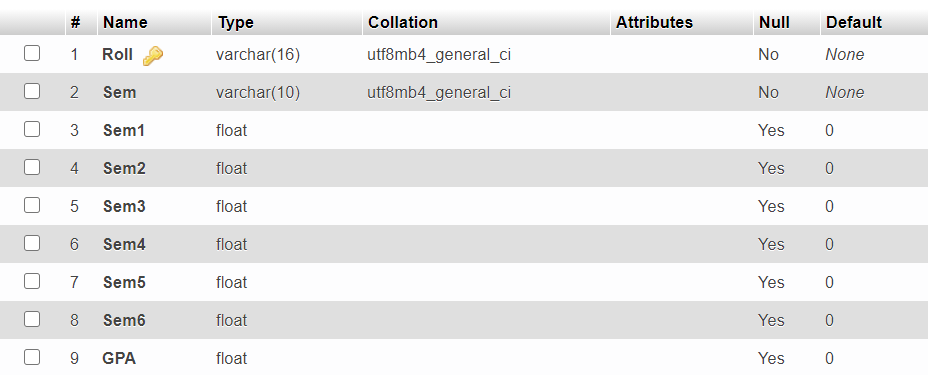 # Name Type Collation Attributes Null Default
1 Roll varchar(16) utf8mb4_general_ci No None
2 Sem varchar(10) utf8mb4_general_ci No None
3 Sem1 float Yes 0
4 Sem2 float Yes 0
5 Sem3 float Yes 0
6 Sem4 float Yes 0
7 Sem5 float Yes 0
8 Sem6 float Yes 0
9 GPA float Yes 0